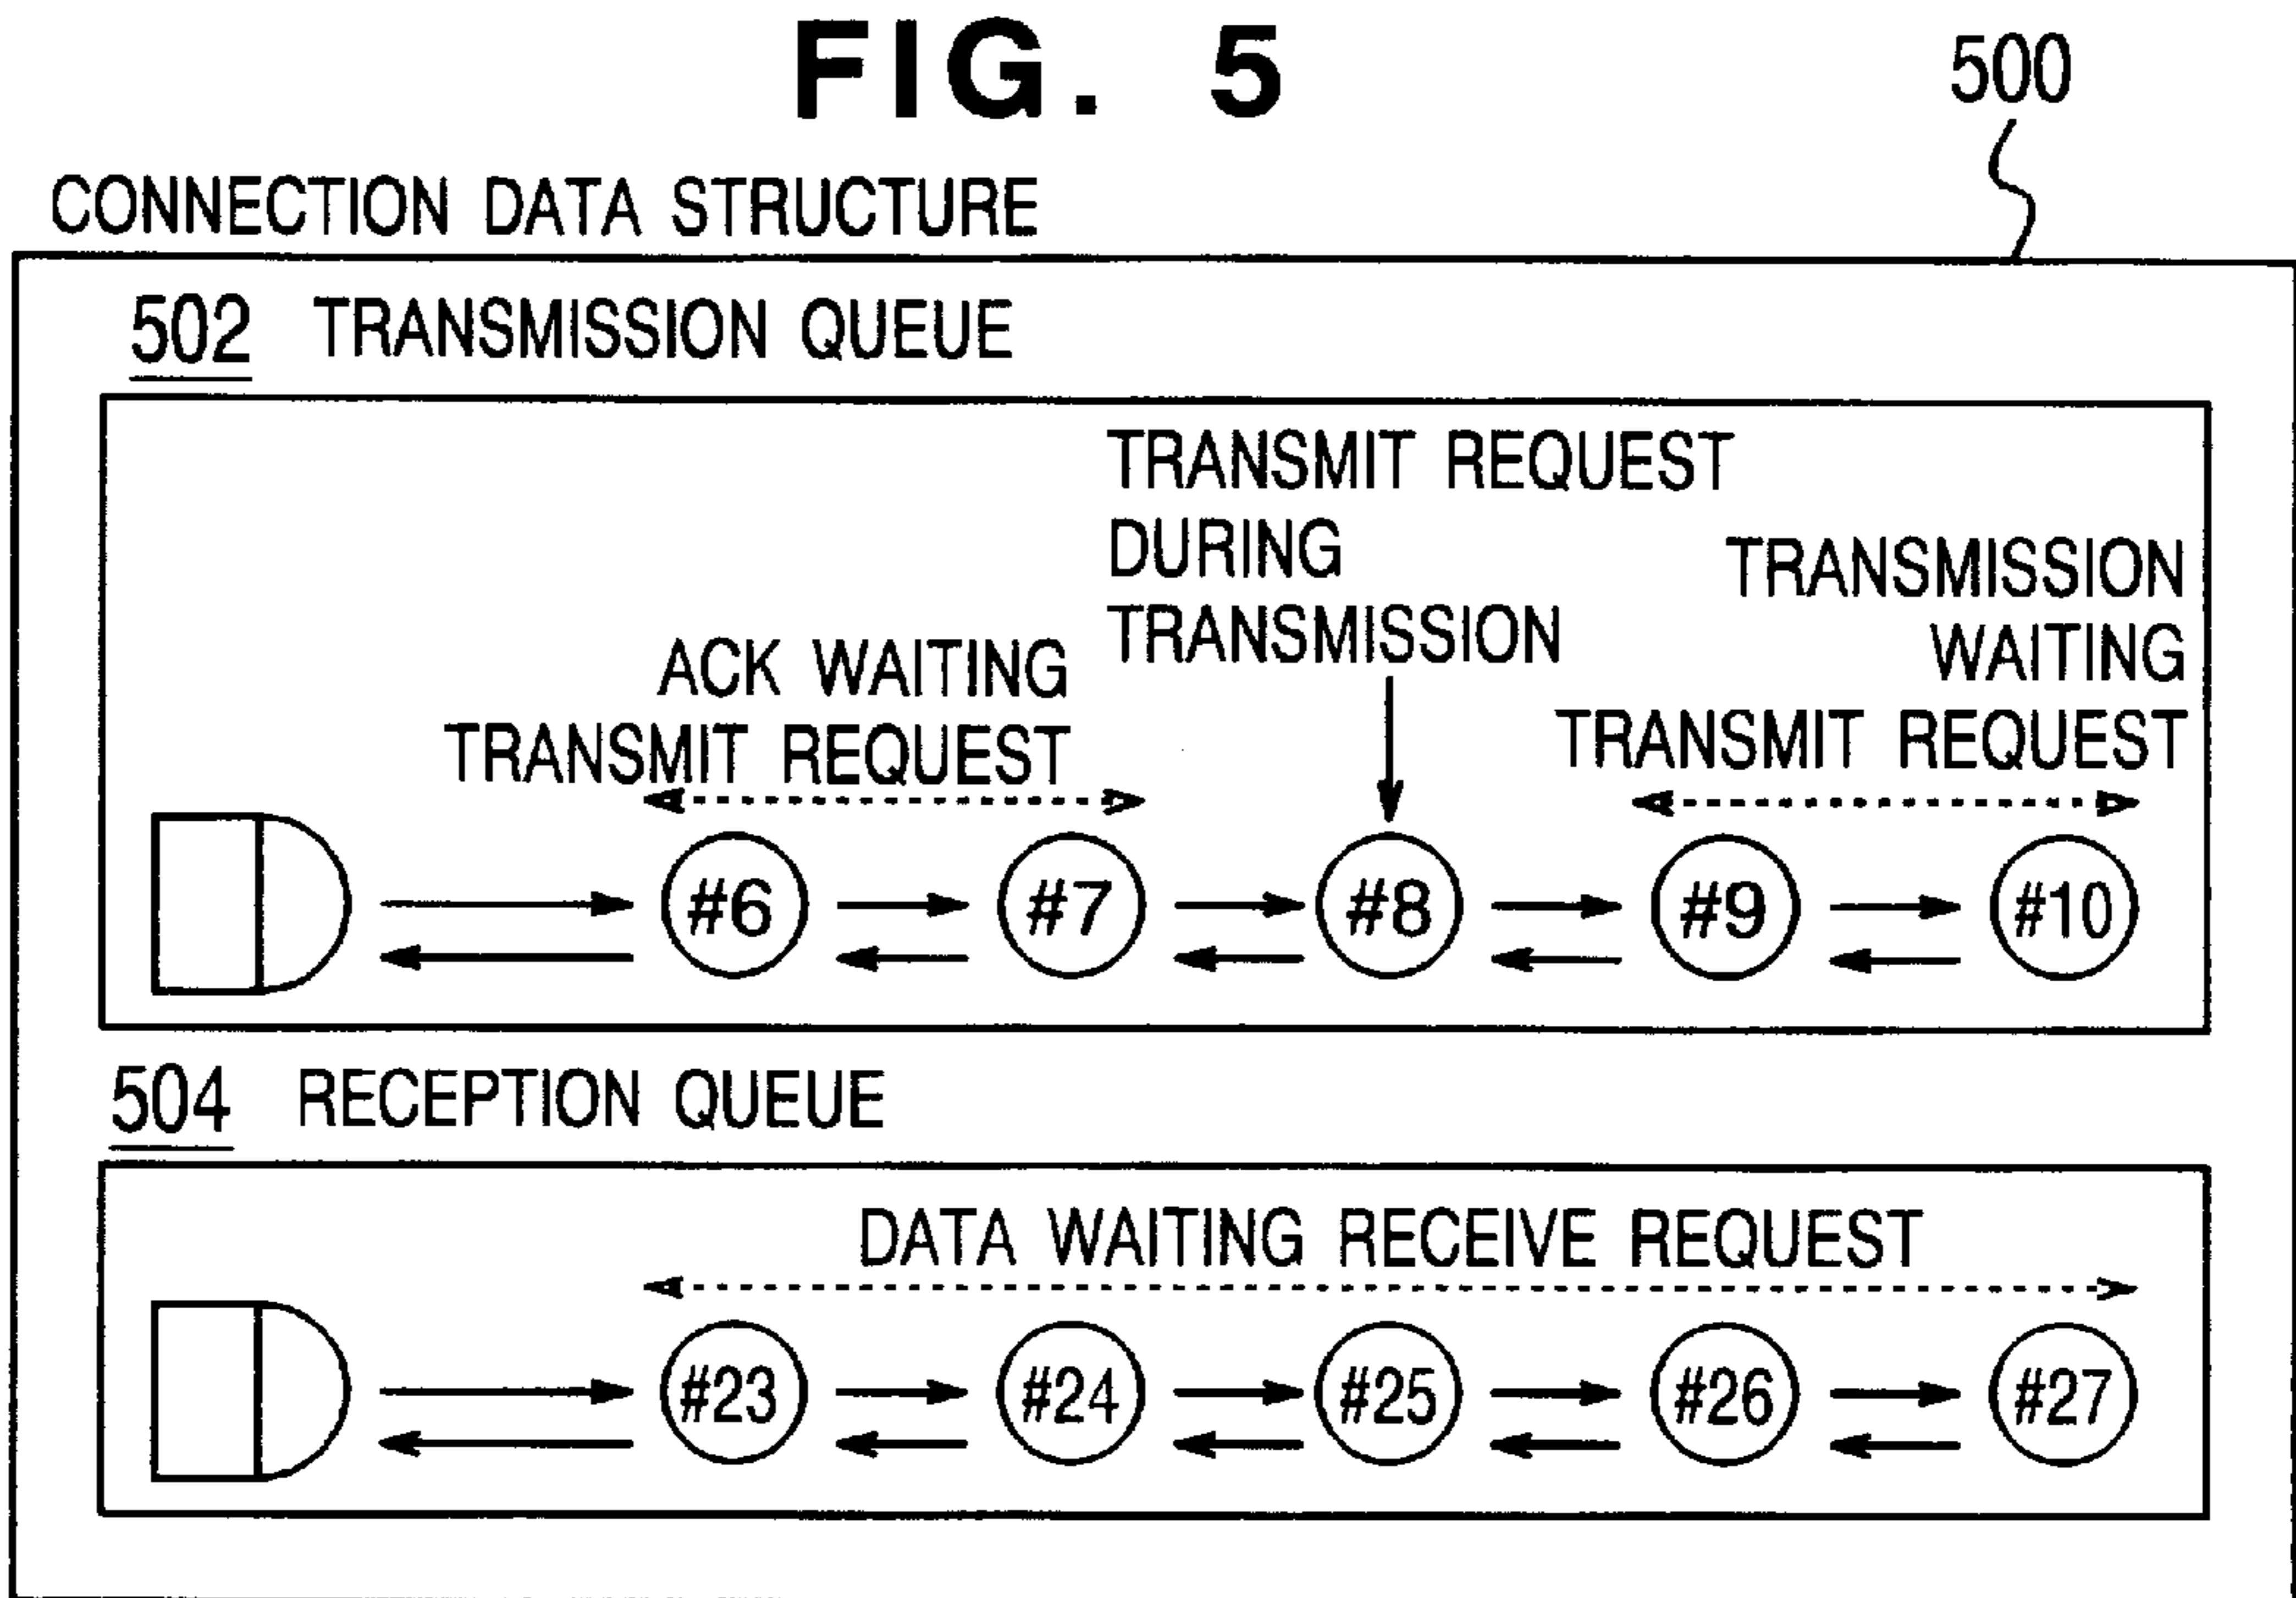 FIG. 5
500
CONNECTION DATA STRUCTURE
502 TRANSMISSION QUEUE
TRANSMIT REQUEST
DURING
TRANSMISSION
TRANSMISSION
WAITING
TRANSMIT REQUEST
ACK WAITING
TRANSMIT REQUEST
#6 #7 #8 #9 #10
504 RECEPTION QUEUE
DATA WAITING RECEIVE REQUEST
#23 #24 #25 #26 #27